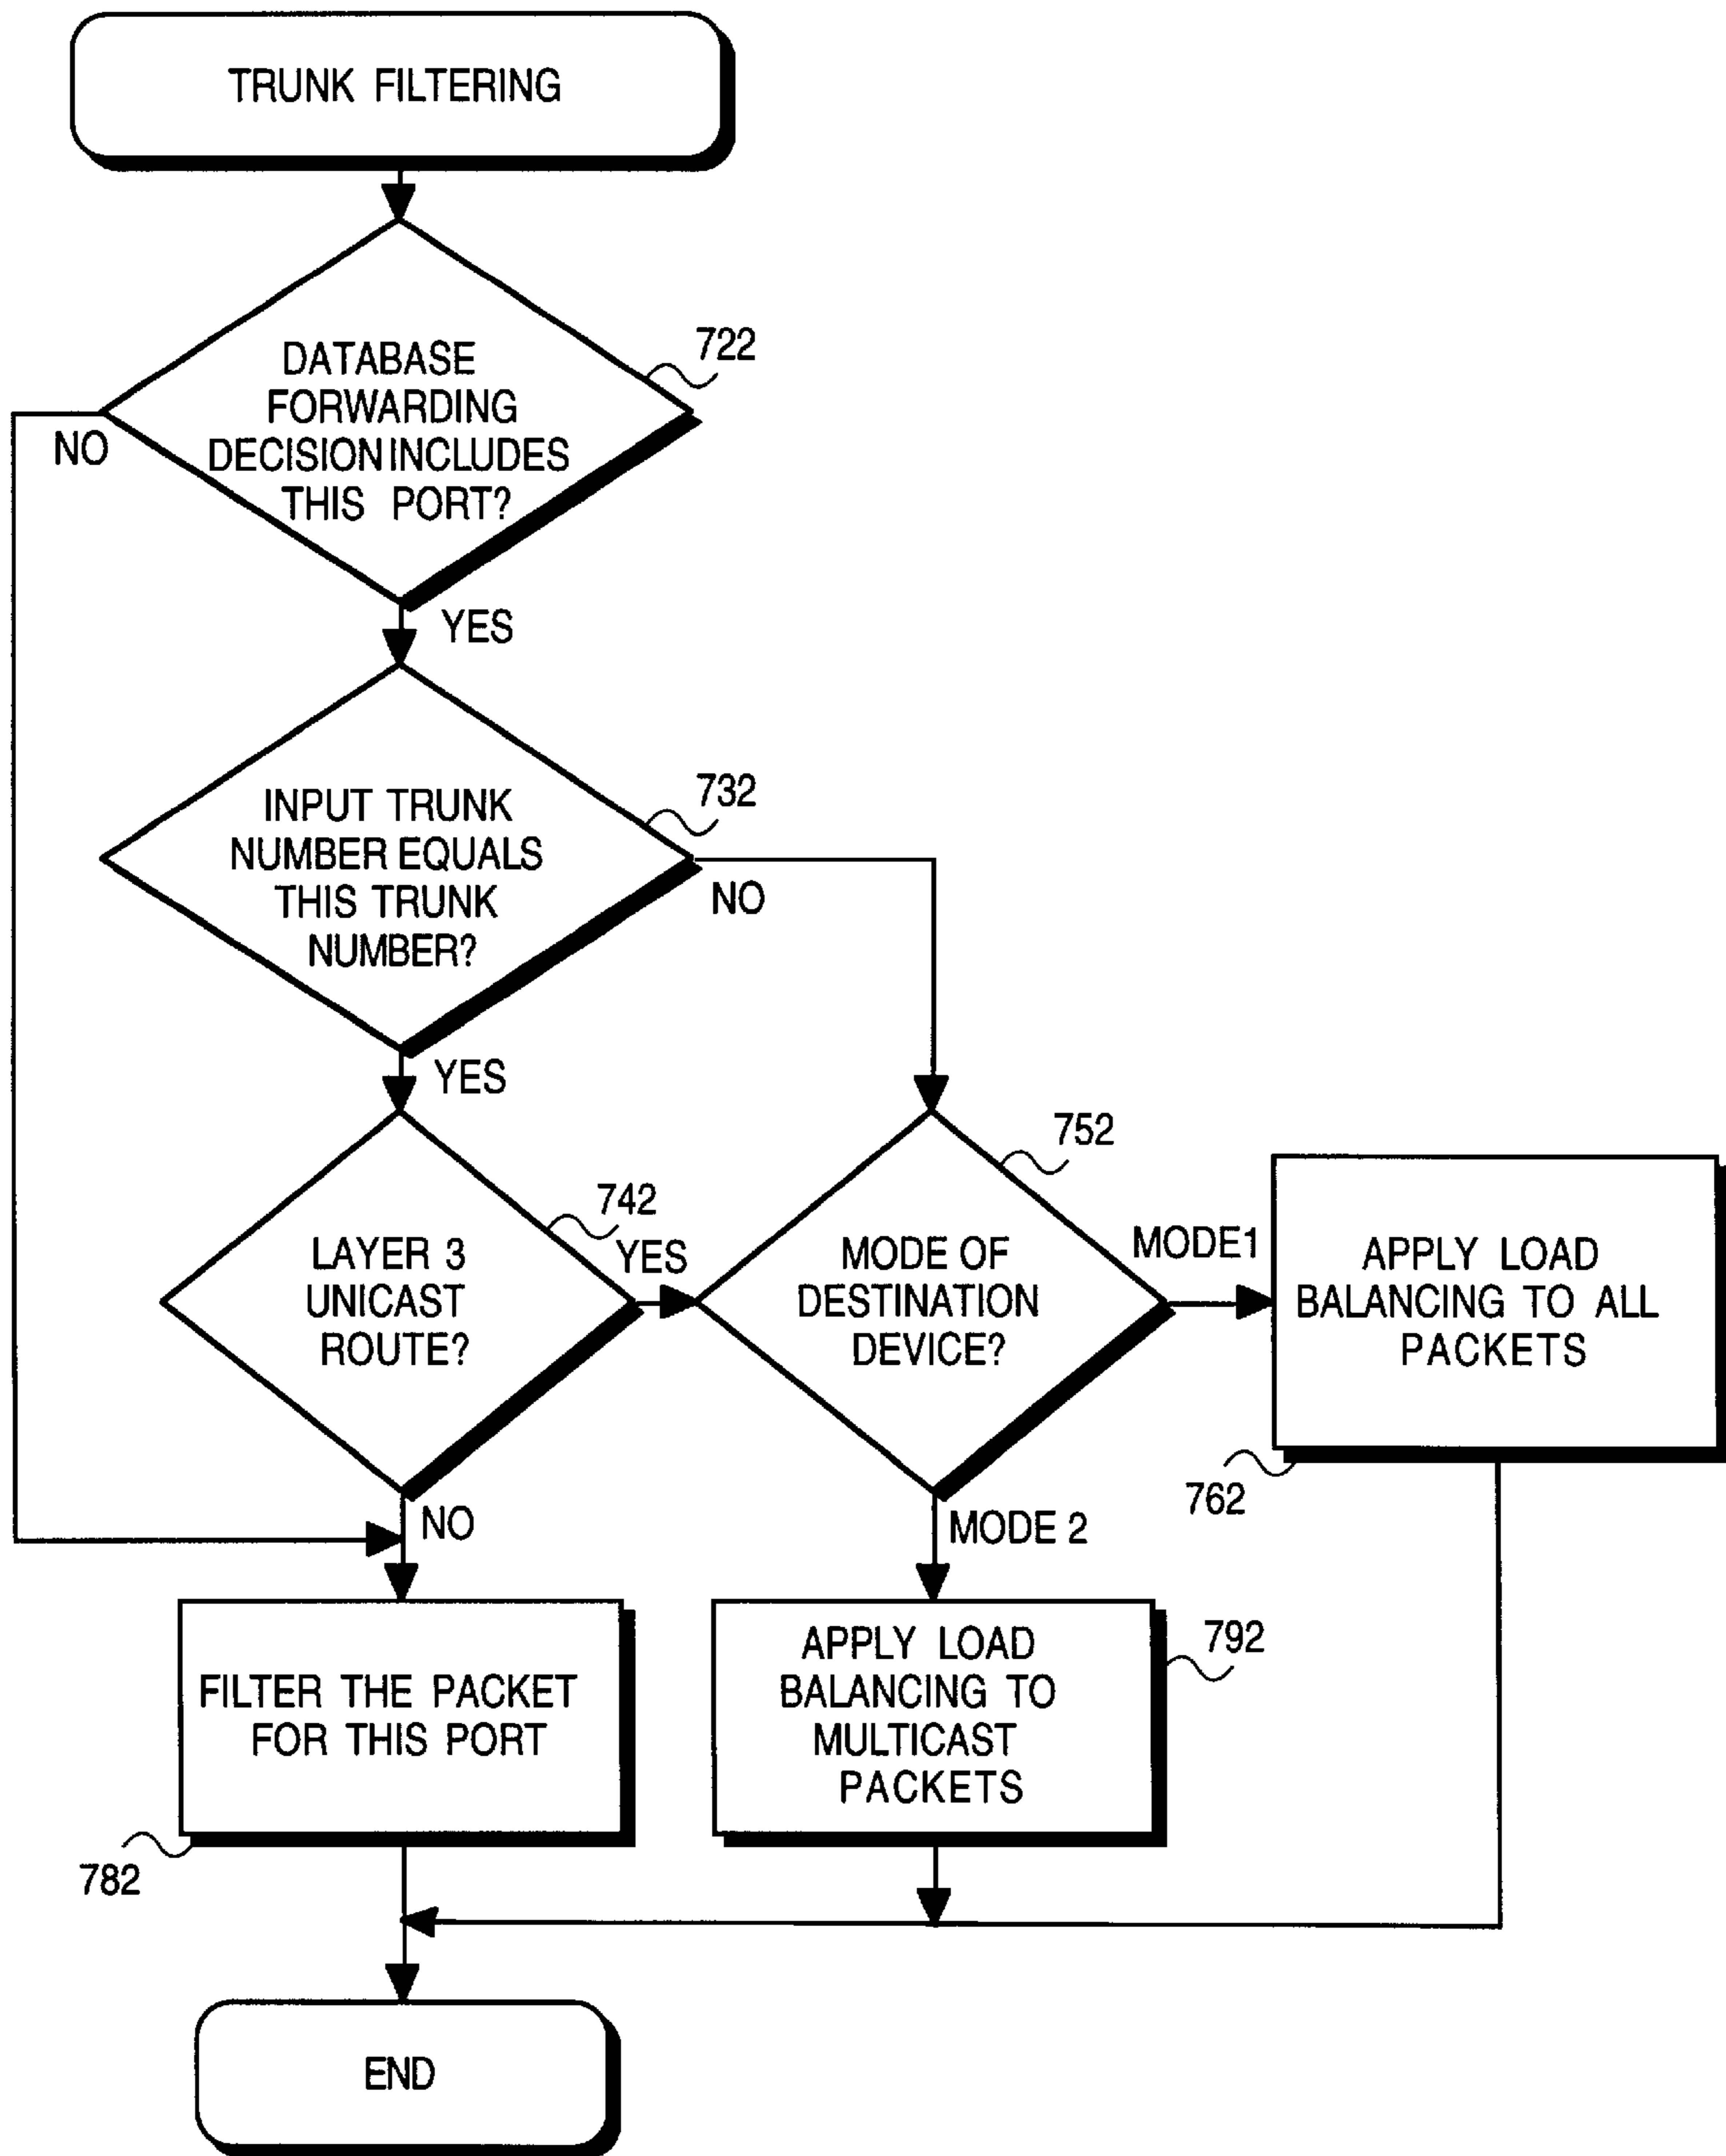 TRUNK FILTERING
722
DATABASE
FORWARDING
DECISION INCLUDES
THIS PORT?
NO
YES
732
INPUT TRUNK
NUMBER EQUALS
THIS TRUNK
NUMBER?
NO
YES
742
LAYER 3
UNICAST
ROUTE?
YES
NO
752
MODE OF
DESTINATION
DEVICE?
MODE1
MODE 2
APPLY LOAD
BALANCING TO ALL
PACKETS
762
FILTER THE PACKET
FOR THIS PORT
782
APPLY LOAD
BALANCING TO
MULTICAST
PACKETS
792
END